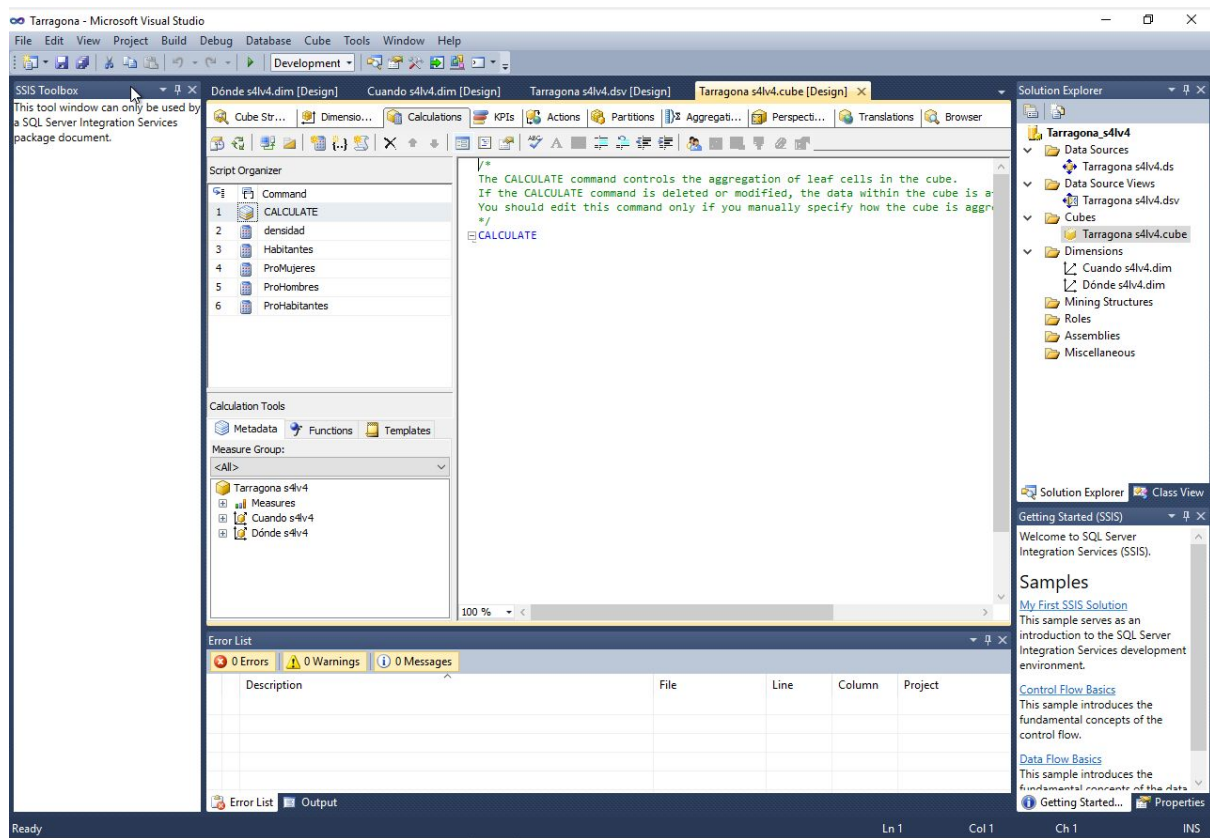 Tarragona - Microsoft Visual Studio
File Edit View Project Build Debug Database Cube Tools Window Help
Development
SSIS Toolbox
This tool window can only be used by
a SQL Server Integration Services
package document.
Dónde s4lv4.dim [Design] Cuando s4lv4.dim [Design] Tarragona s4lv4.dsv [Design] Tarragona s4lv4.cube [Design]
Cube Str... Dimensio... Calculations KPIs Actions Partitions Aggregati... Perspecti... Translations Browser
Script Organizer
Command
1 CALCULATE
2 densidad
3 Habitantes
4 ProMujeres
5 ProHombres
6 ProHabitantes
Calculation Tools
Metadata Functions Templates
Measure Group:
<All>
Tarragona s4lv4
Measures
Cuando s4lv4
Dónde s4lv4
/*
The CALCULATE command controls the aggregation of leaf cells in the cube.
If the CALCULATE command is deleted or modified, the data within the cube is a
You should edit this command only if you manually specify how the cube is aggr
*/
CALCULATE
100 %
Error List
0 Errors 0 Warnings 0 Messages
Description File Line Column Project
Error List Output
Solution Explorer
Tarragona_s4lv4
Data Sources
Tarragona s4lv4.ds
Data Source Views
Tarragona s4lv4.dsv
Cubes
Tarragona s4lv4.cube
Dimensions
Cuando s4lv4.dim
Dónde s4lv4.dim
Mining Structures
Roles
Assemblies
Miscellaneous
Solution Explorer Class View
Getting Started (SSIS)
Welcome to SQL Server
Integration Services (SSIS).
Samples
My First SSIS Solution
This sample serves as an
introduction to the SQL Server
Integration Services development
environment.
Control Flow Basics
This sample introduces the
fundamental concepts of the
control flow.
Data Flow Basics
This sample introduces the
fundamental concepts of the data
Getting Started... Properties
Ready Ln 1 Col 1 Ch 1 INS